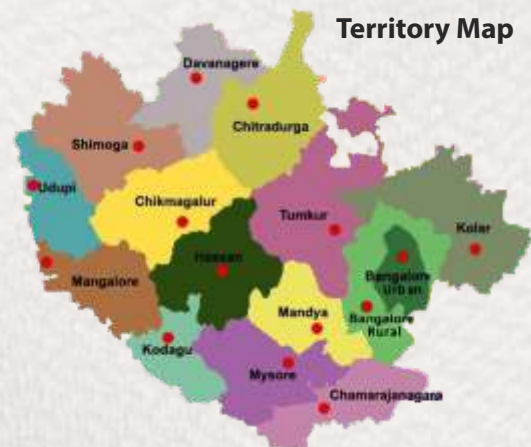 Territory Map
Davanagere
Chitradurga
Shimoga
Udupi
Chikmagalur
Tumkur
Kolar
Hassan
Bangalore
Urban
Mangalore
Mandya
Bangalore
Rural
Kodagu
Mysore
Chamarajanagara